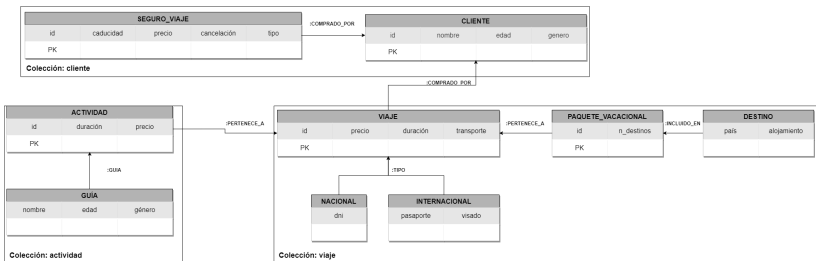 SEGURO_VIAJE
id caducidad precio cancelación tipo
PK
:COMPRADO_POR
CLIENTE
id nombre edad genero
PK
Colección: cliente
:COMPRADO_POR
ACTIVIDAD
id duración precio
PK
:PERTENECE_A
VIAJE
id precio duración transporte
PK
:PERTENECE_A
PAQUETE_VACACIONAL
id n_destinos
PK
:INCLUIDO_EN
DESTINO
país alojamiento
:GUIA
:TIPO
GUÍA
nombre edad género
NACIONAL
dni
INTERNACIONAL
pasaporte visado
Colección: actividad
Colección: viaje